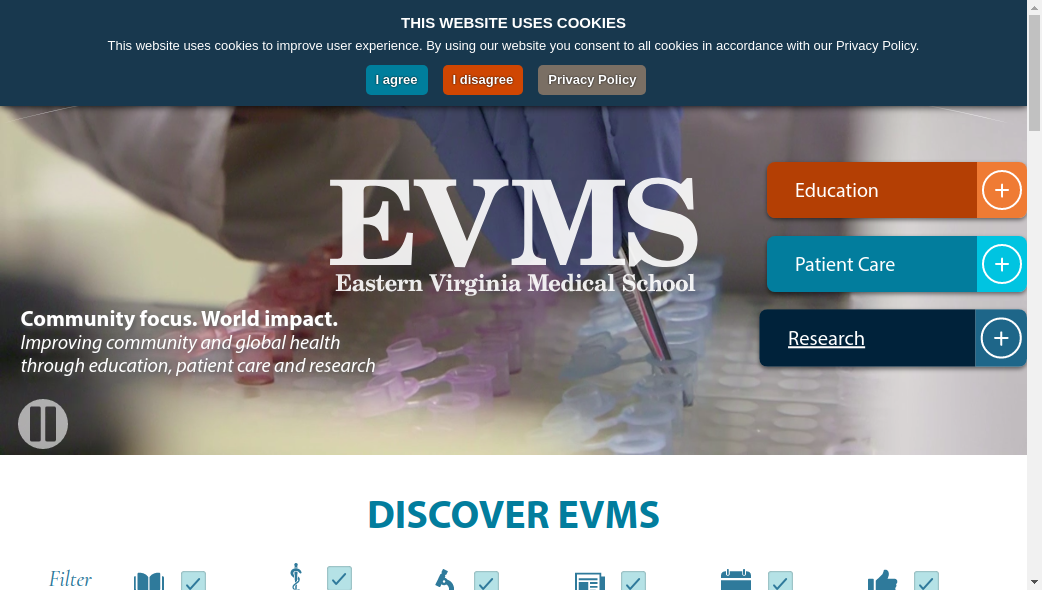 THIS WEBSITE USES COOKIES
This website uses cookies to improve user experience. By using our website you consent to all cookies in accordance with our Privacy Policy.
I agree
I disagree
Privacy Policy
EVMS
Eastern Virginia Medical School
Education
Patient Care
Research
Community focus. World impact.
Improving community and global health
through education, patient care and research
DISCOVER EVMS
Filter